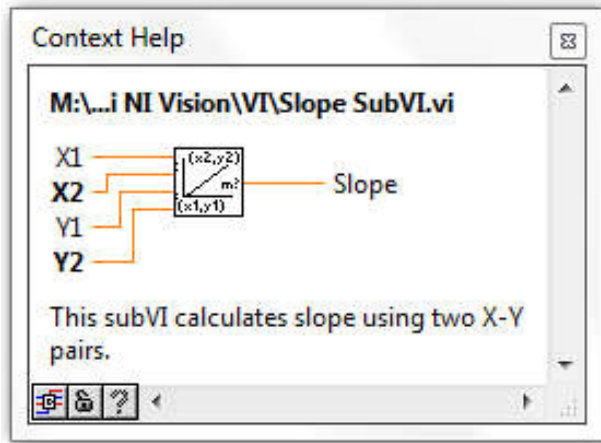 Context Help
M:\...i NI Vision\VI\Slope SubVI.vi
X1
X2
Y1
Y2
(x2,y2)
m?
(x1,y1)
Slope
This subVI calculates slope using two X-Y
pairs.
?